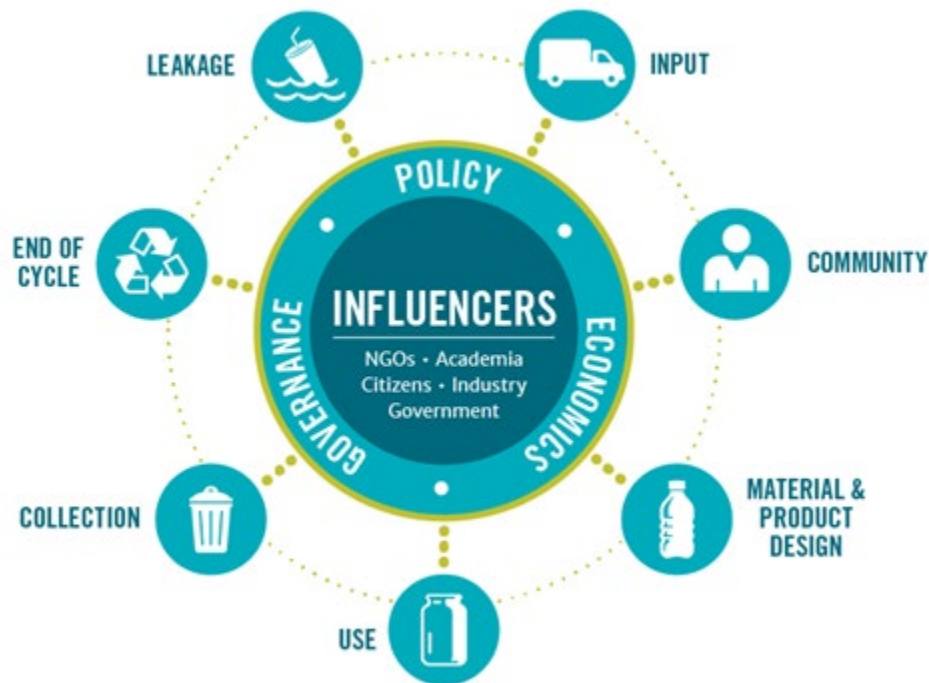 LEAKAGE
INPUT
POLICY
END OF
CYCLE
COMMUNITY
INFLUENCERS
NGOs • Academia
Citizens • Industry
Government
GOVERNANCE
ECONOMICS
COLLECTION
MATERIAL &
PRODUCT
DESIGN
USE